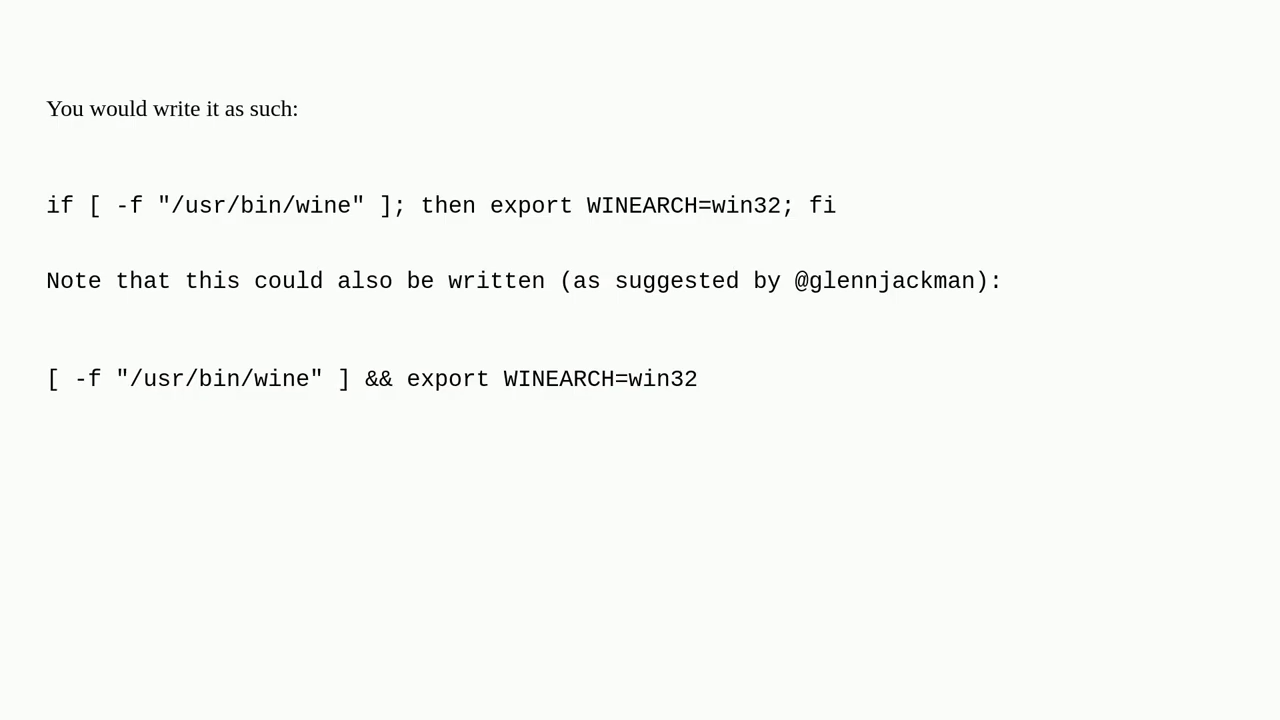 You would write it as such:
if [ -f "/usr/bin/wine" ]; then export WINEARCH=win32; fi
Note that this could also be written (as suggested by @glennjackman):
[ -f "/usr/bin/wine" ] && export WINEARCH=win32